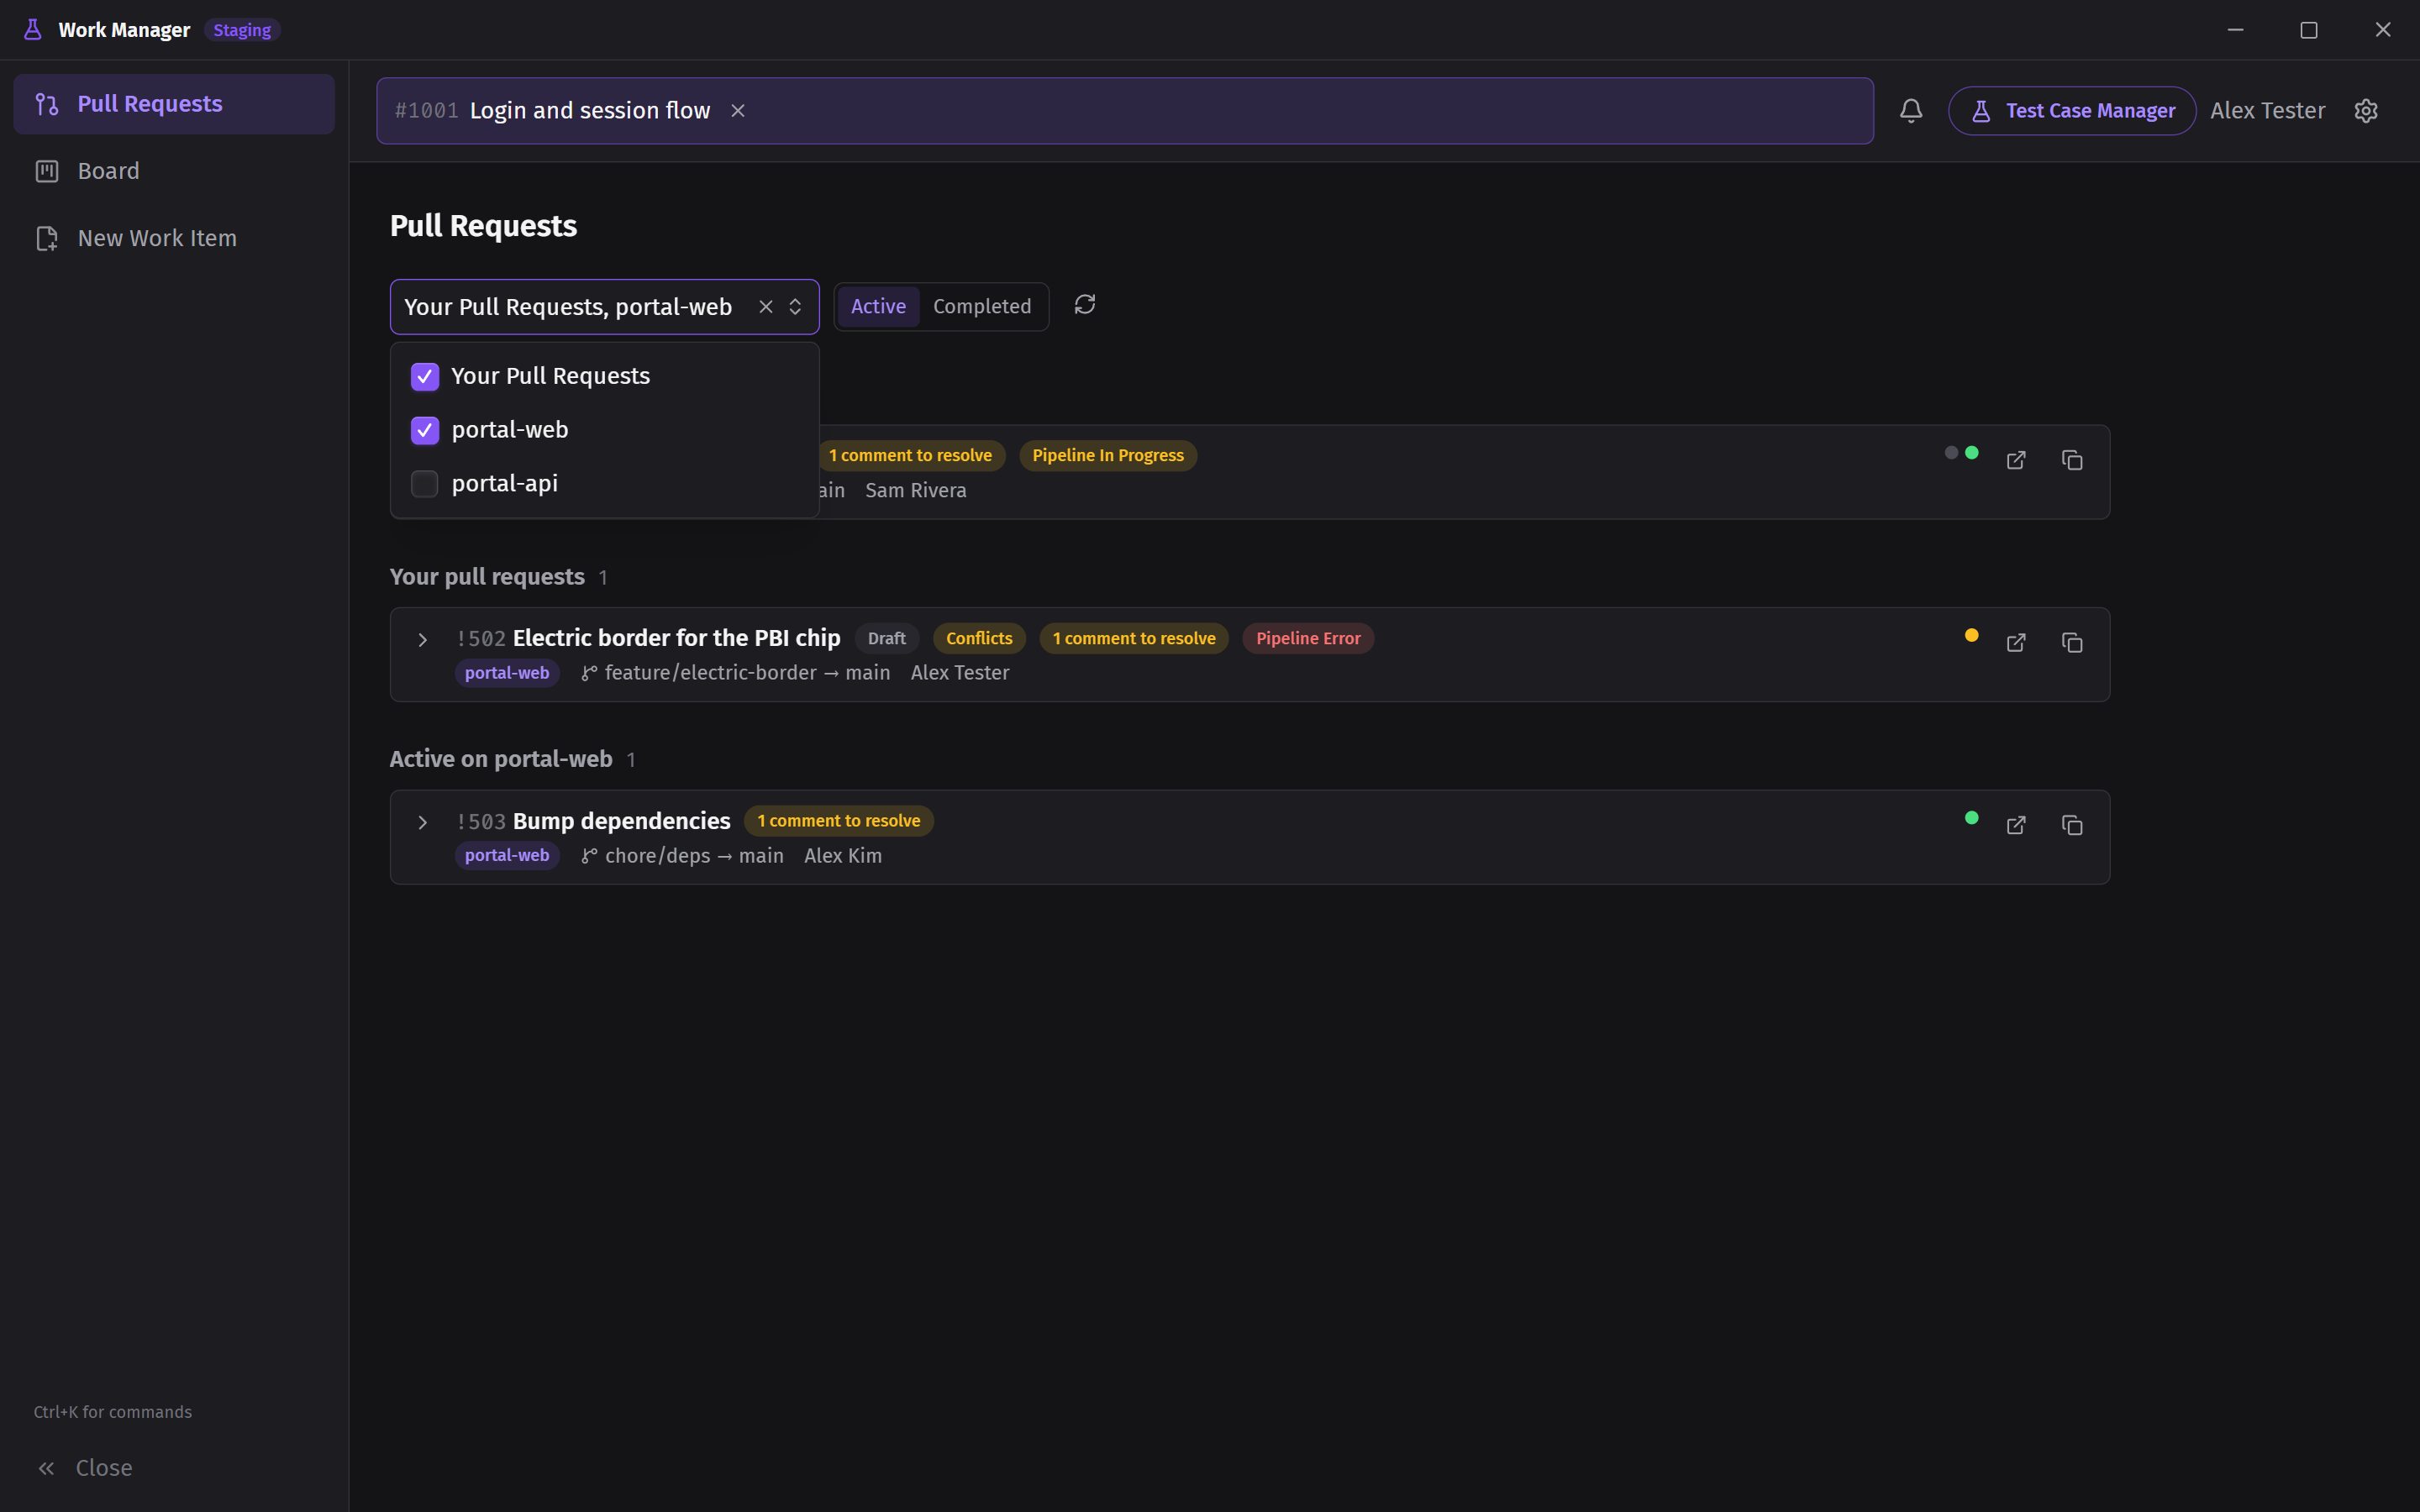 Work Manager Staging
Pull Requests
Board
New Work Item
#1001 Login and session flow
Test Case Manager Alex Tester
Pull Requests
Your Pull Requests, portal-web
Active Completed
Your Pull Requests
portal-web
portal-api
1 comment to resolve Pipeline In Progress
Sam Rivera
Your pull requests 1
!502 Electric border for the PBI chip Draft Conflicts 1 comment to resolve Pipeline Error
portal-web feature/electric-border → main Alex Tester
Active on portal-web 1
!503 Bump dependencies 1 comment to resolve
portal-web chore/deps → main Alex Kim
Ctrl+K for commands
Close